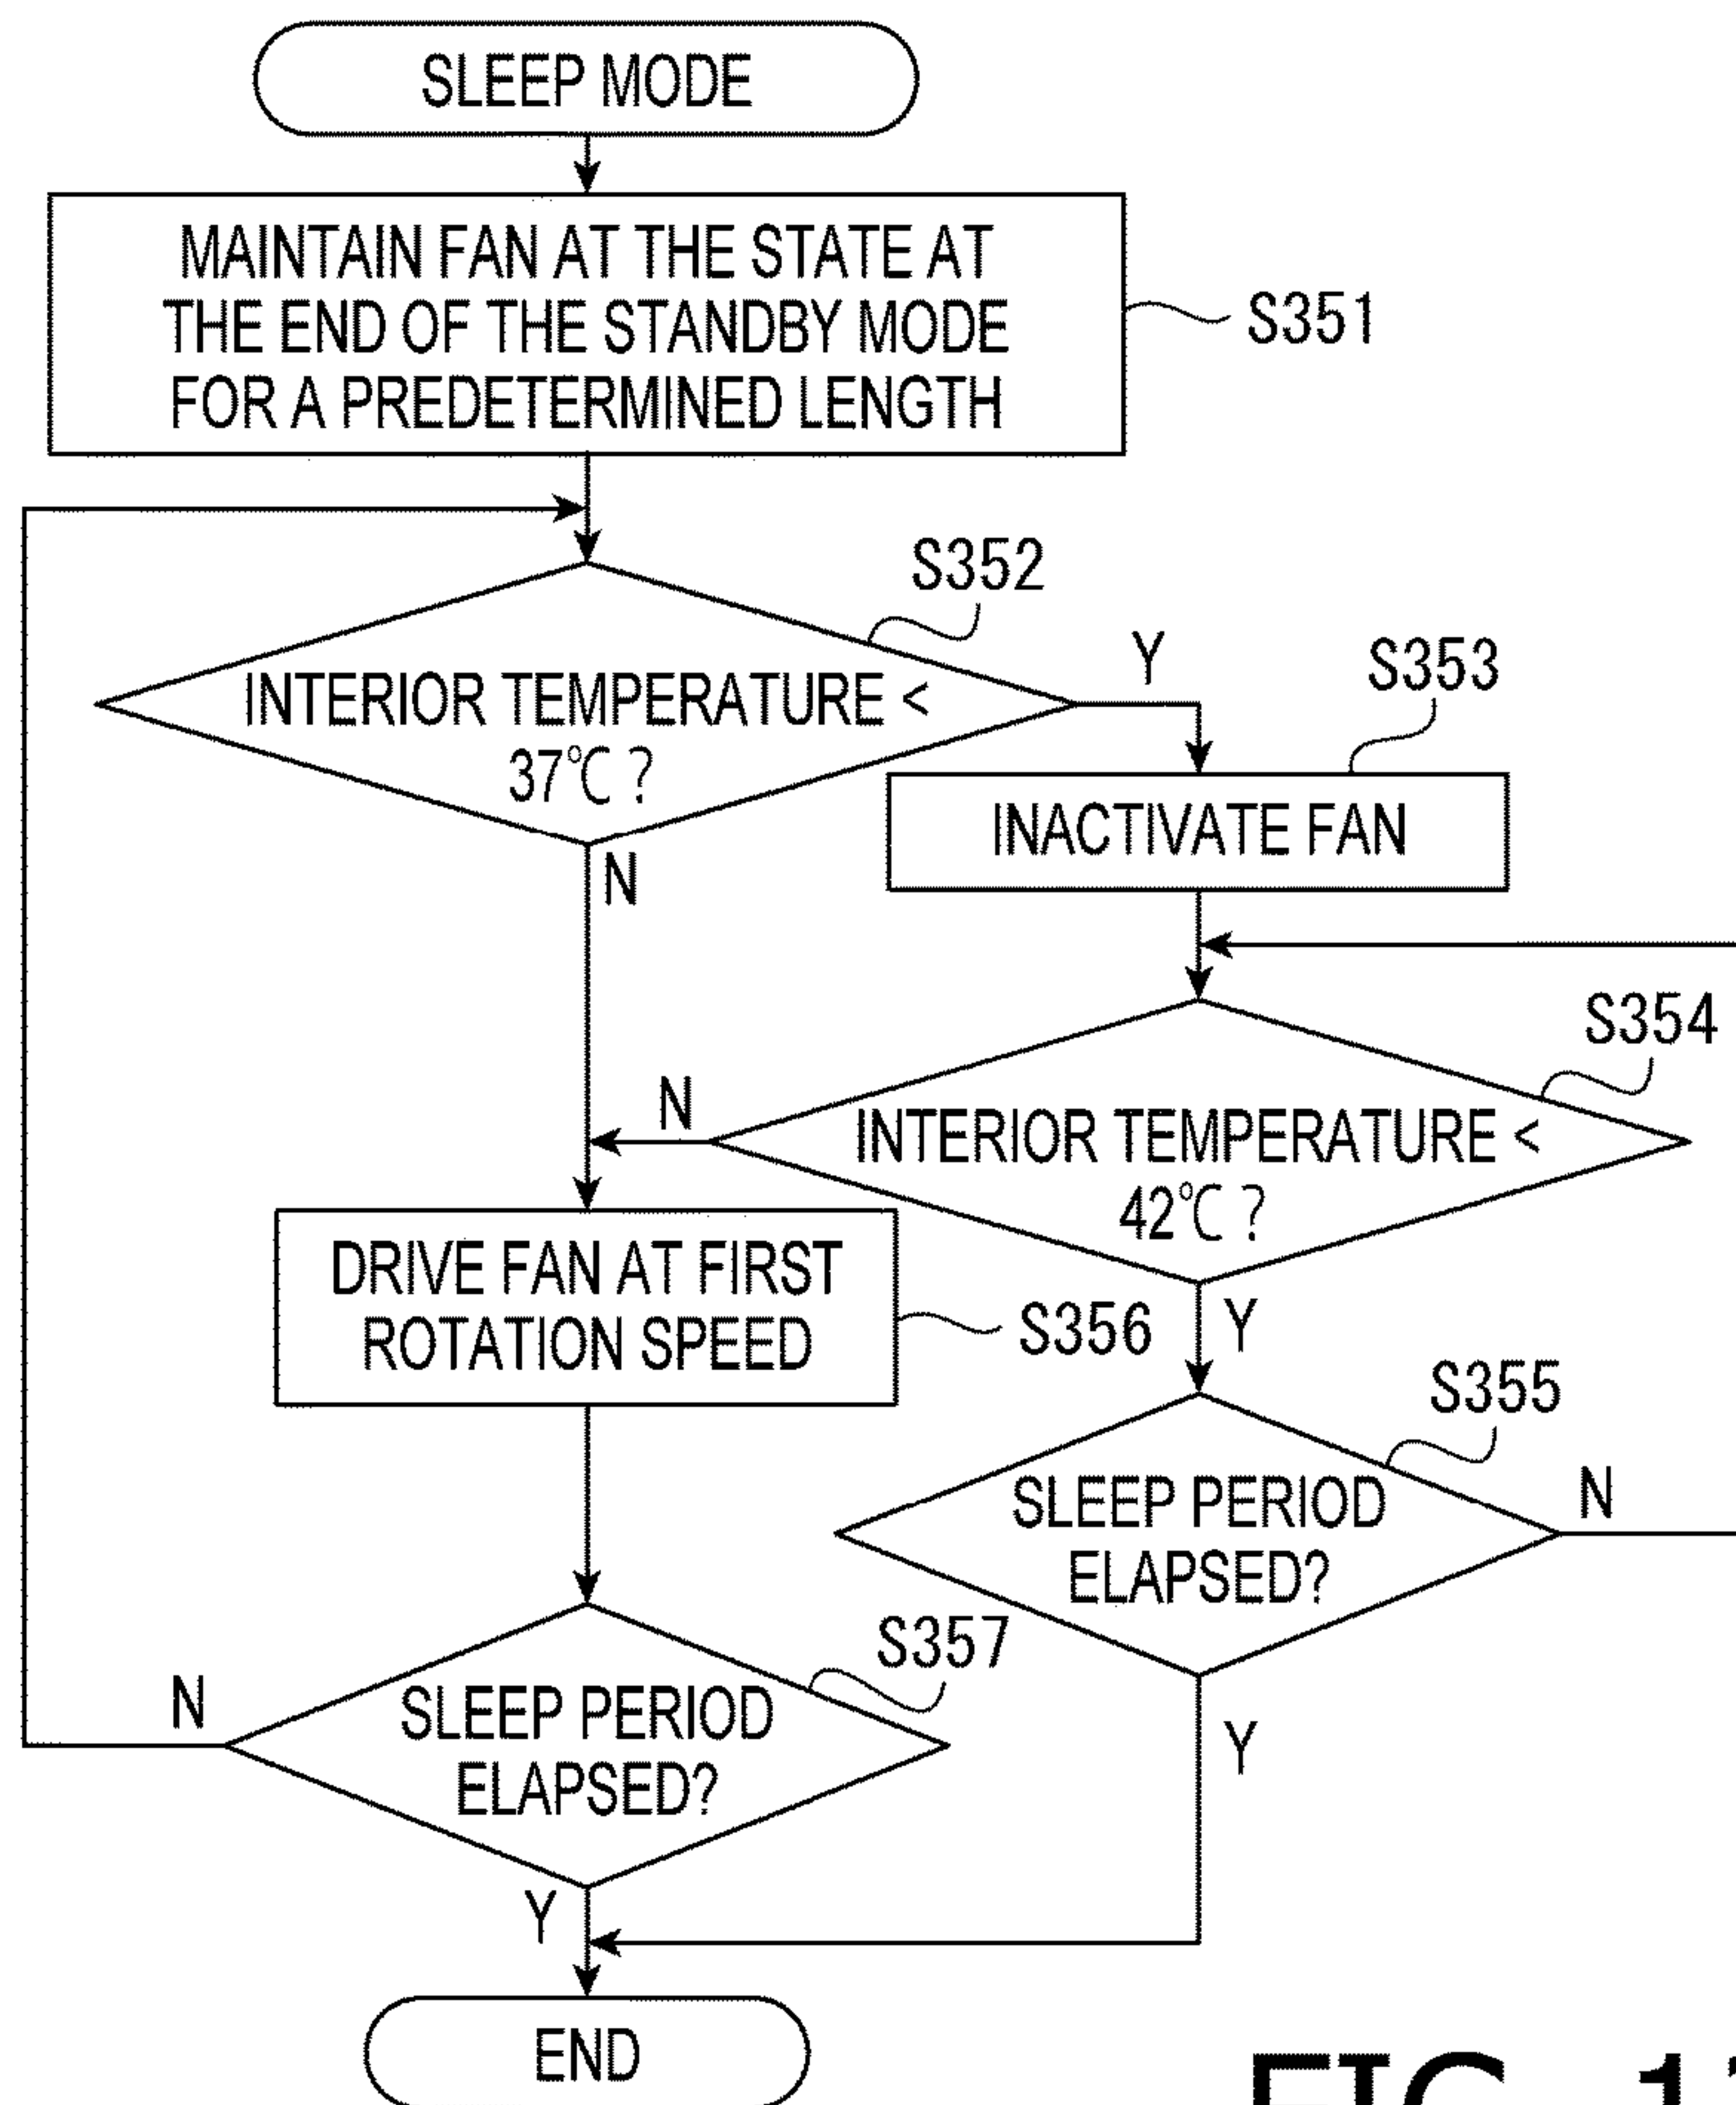 SLEEP MODE
MAINTAIN FAN AT THE STATE AT
THE END OF THE STANDBY MODE
FOR A PREDETERMINED LENGTH
S351
S352
INTERIOR TEMPERATURE <
37℃ ?
Y
N
S353
INACTIVATE FAN
S354
INTERIOR TEMPERATURE <
42℃ ?
N
Y
DRIVE FAN AT FIRST
ROTATION SPEED
S356
S355
SLEEP PERIOD
ELAPSED?
N
Y
S357
SLEEP PERIOD
ELAPSED?
N
Y
END
FIG.